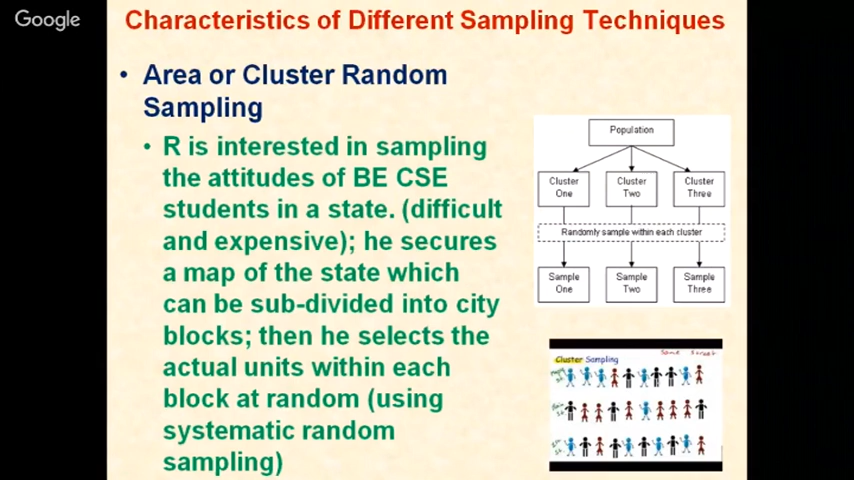 Google
Characteristics of Different Sampling Techniques
• Area or Cluster Random
Sampling
• R is interested in sampling
the attitudes of BE CSE
students in a state. (difficult
and expensive); he secures
a map of the state which
can be sub-divided into city
blocks; then he selects the
actual units within each
block at random (using
systematic random
sampling)
Population
Cluster One
Cluster Two
Cluster Three
Randomly sample within each cluster
Sample One
Sample Two
Sample Three
Cluster Sampling